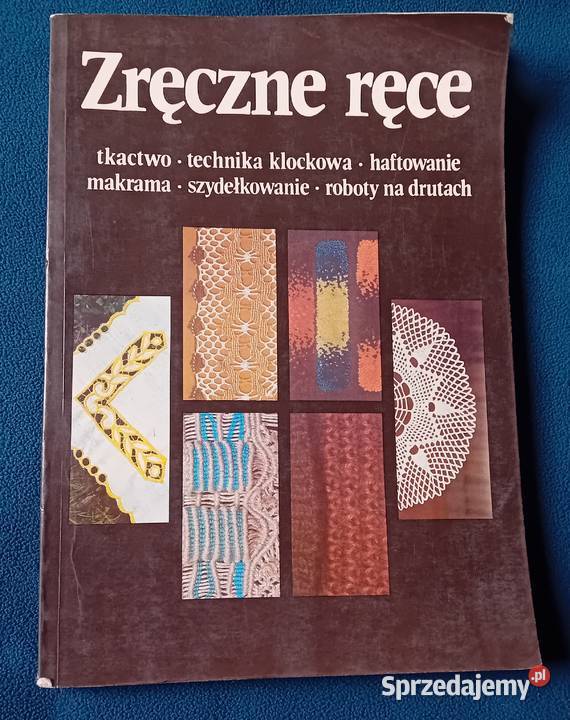 Zręczne ręce
tkactwo · technika klockowa · haftowanie
makrama · szydełkowanie · roboty na drutach
Sprzedajemy.pl